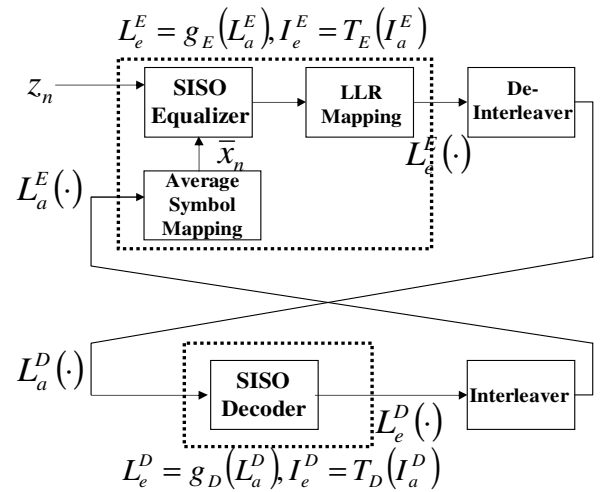 L_e^E = g_E(L_a^E), I_e^E = T_E(I_a^E)
z_n
SISO
Equalizer
LLR
Mapping
De-
Interleaver
x̄_n
L_e^E(·)
L_a^E(·)
Average
Symbol
Mapping
L_a^D(·)
SISO
Decoder
Interleaver
L_e^D(·)
L_e^D = g_D(L_a^D), I_e^D = T_D(I_a^D)